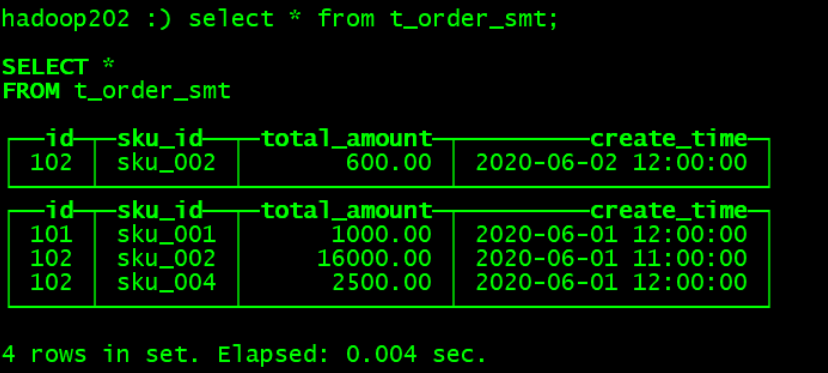 hadoop202 :) select * from t_order_smt;
SELECT *
FROM t_order_smt
id sku_id total_amount create_time
102 sku_002 600.00 2020-06-02 12:00:00
id sku_id total_amount create_time
101 sku_001 1000.00 2020-06-01 12:00:00
102 sku_002 16000.00 2020-06-01 11:00:00
102 sku_004 2500.00 2020-06-01 12:00:00
4 rows in set. Elapsed: 0.004 sec.